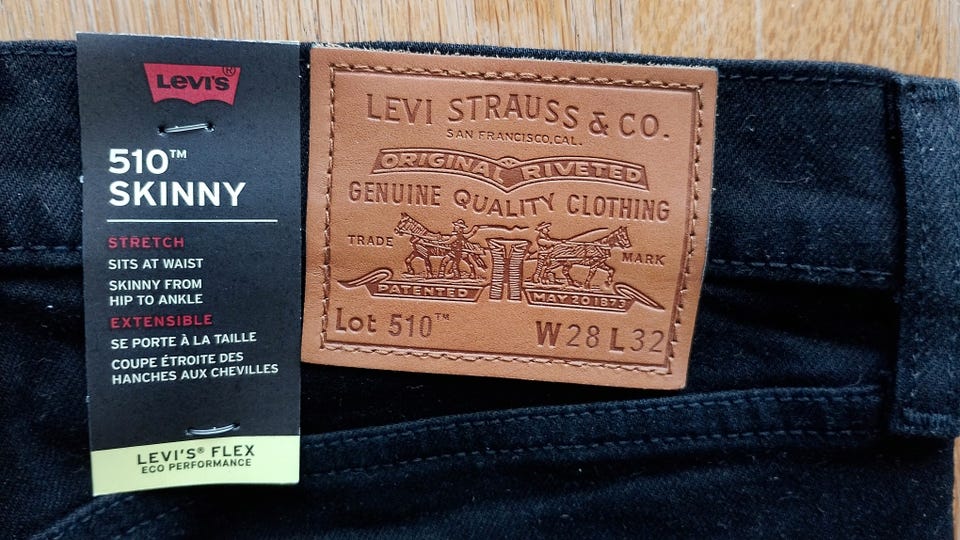 Levi's®
510™
SKINNY
STRETCH
SITS AT WAIST
SKINNY FROM
HIP TO ANKLE
EXTENSIBLE
SE PORTE À LA TAILLE
COUPE ÉTROITE DES
HANCHES AUX CHEVILLES
LEVI'S® FLEX
ECO PERFORMANCE
LEVI STRAUSS & CO.
SAN FRANCISCO, CAL.
ORIGINAL RIVETED
GENUINE QUALITY CLOTHING
TRADE MARK
PATENTED MAY 20 1873
Lot 510™ W28 L32